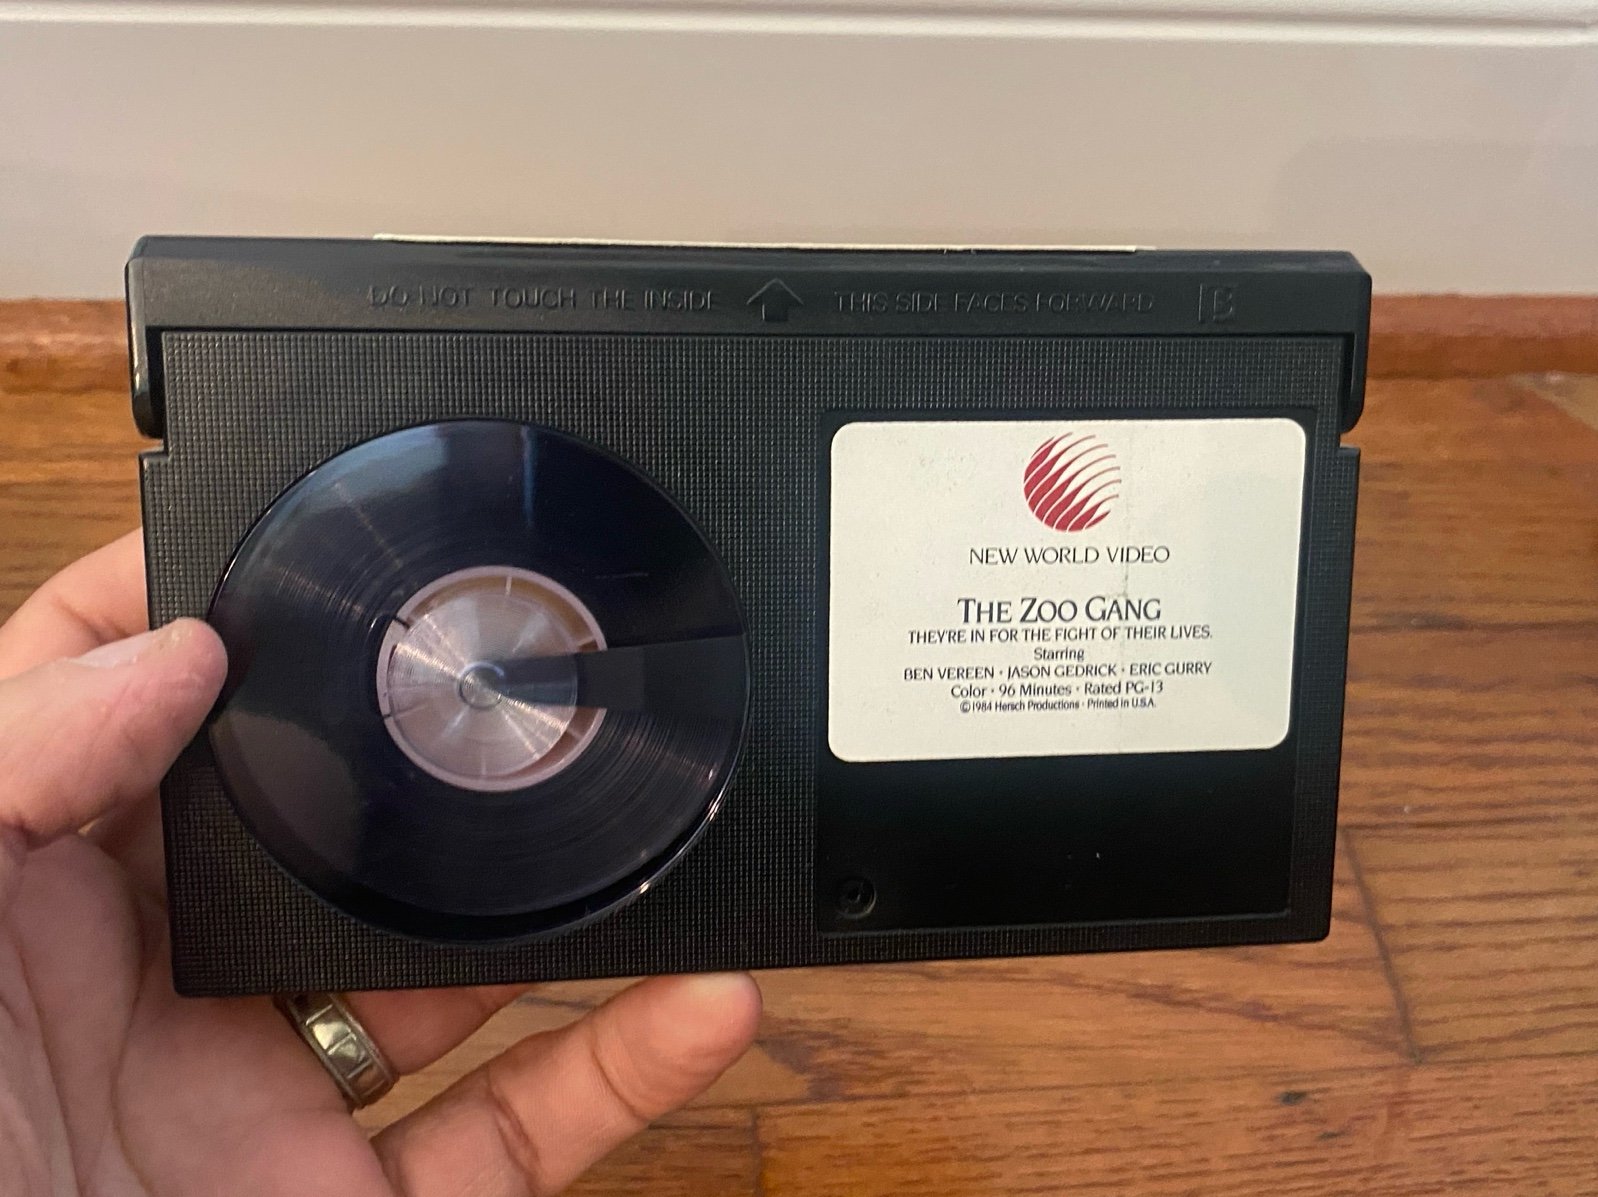 DO NOT TOUCH THE INSIDE THIS SIDE FACES FORWARD B
NEW WORLD VIDEO
THE ZOO GANG
THEY'RE IN FOR THE FIGHT OF THEIR LIVES.
Starring
BEN VEREEN · JASON GEDRICK · ERIC GURRY
Color · 96 Minutes · Rated PG-13
©1984 Hersch Productions · Printed in U.S.A.